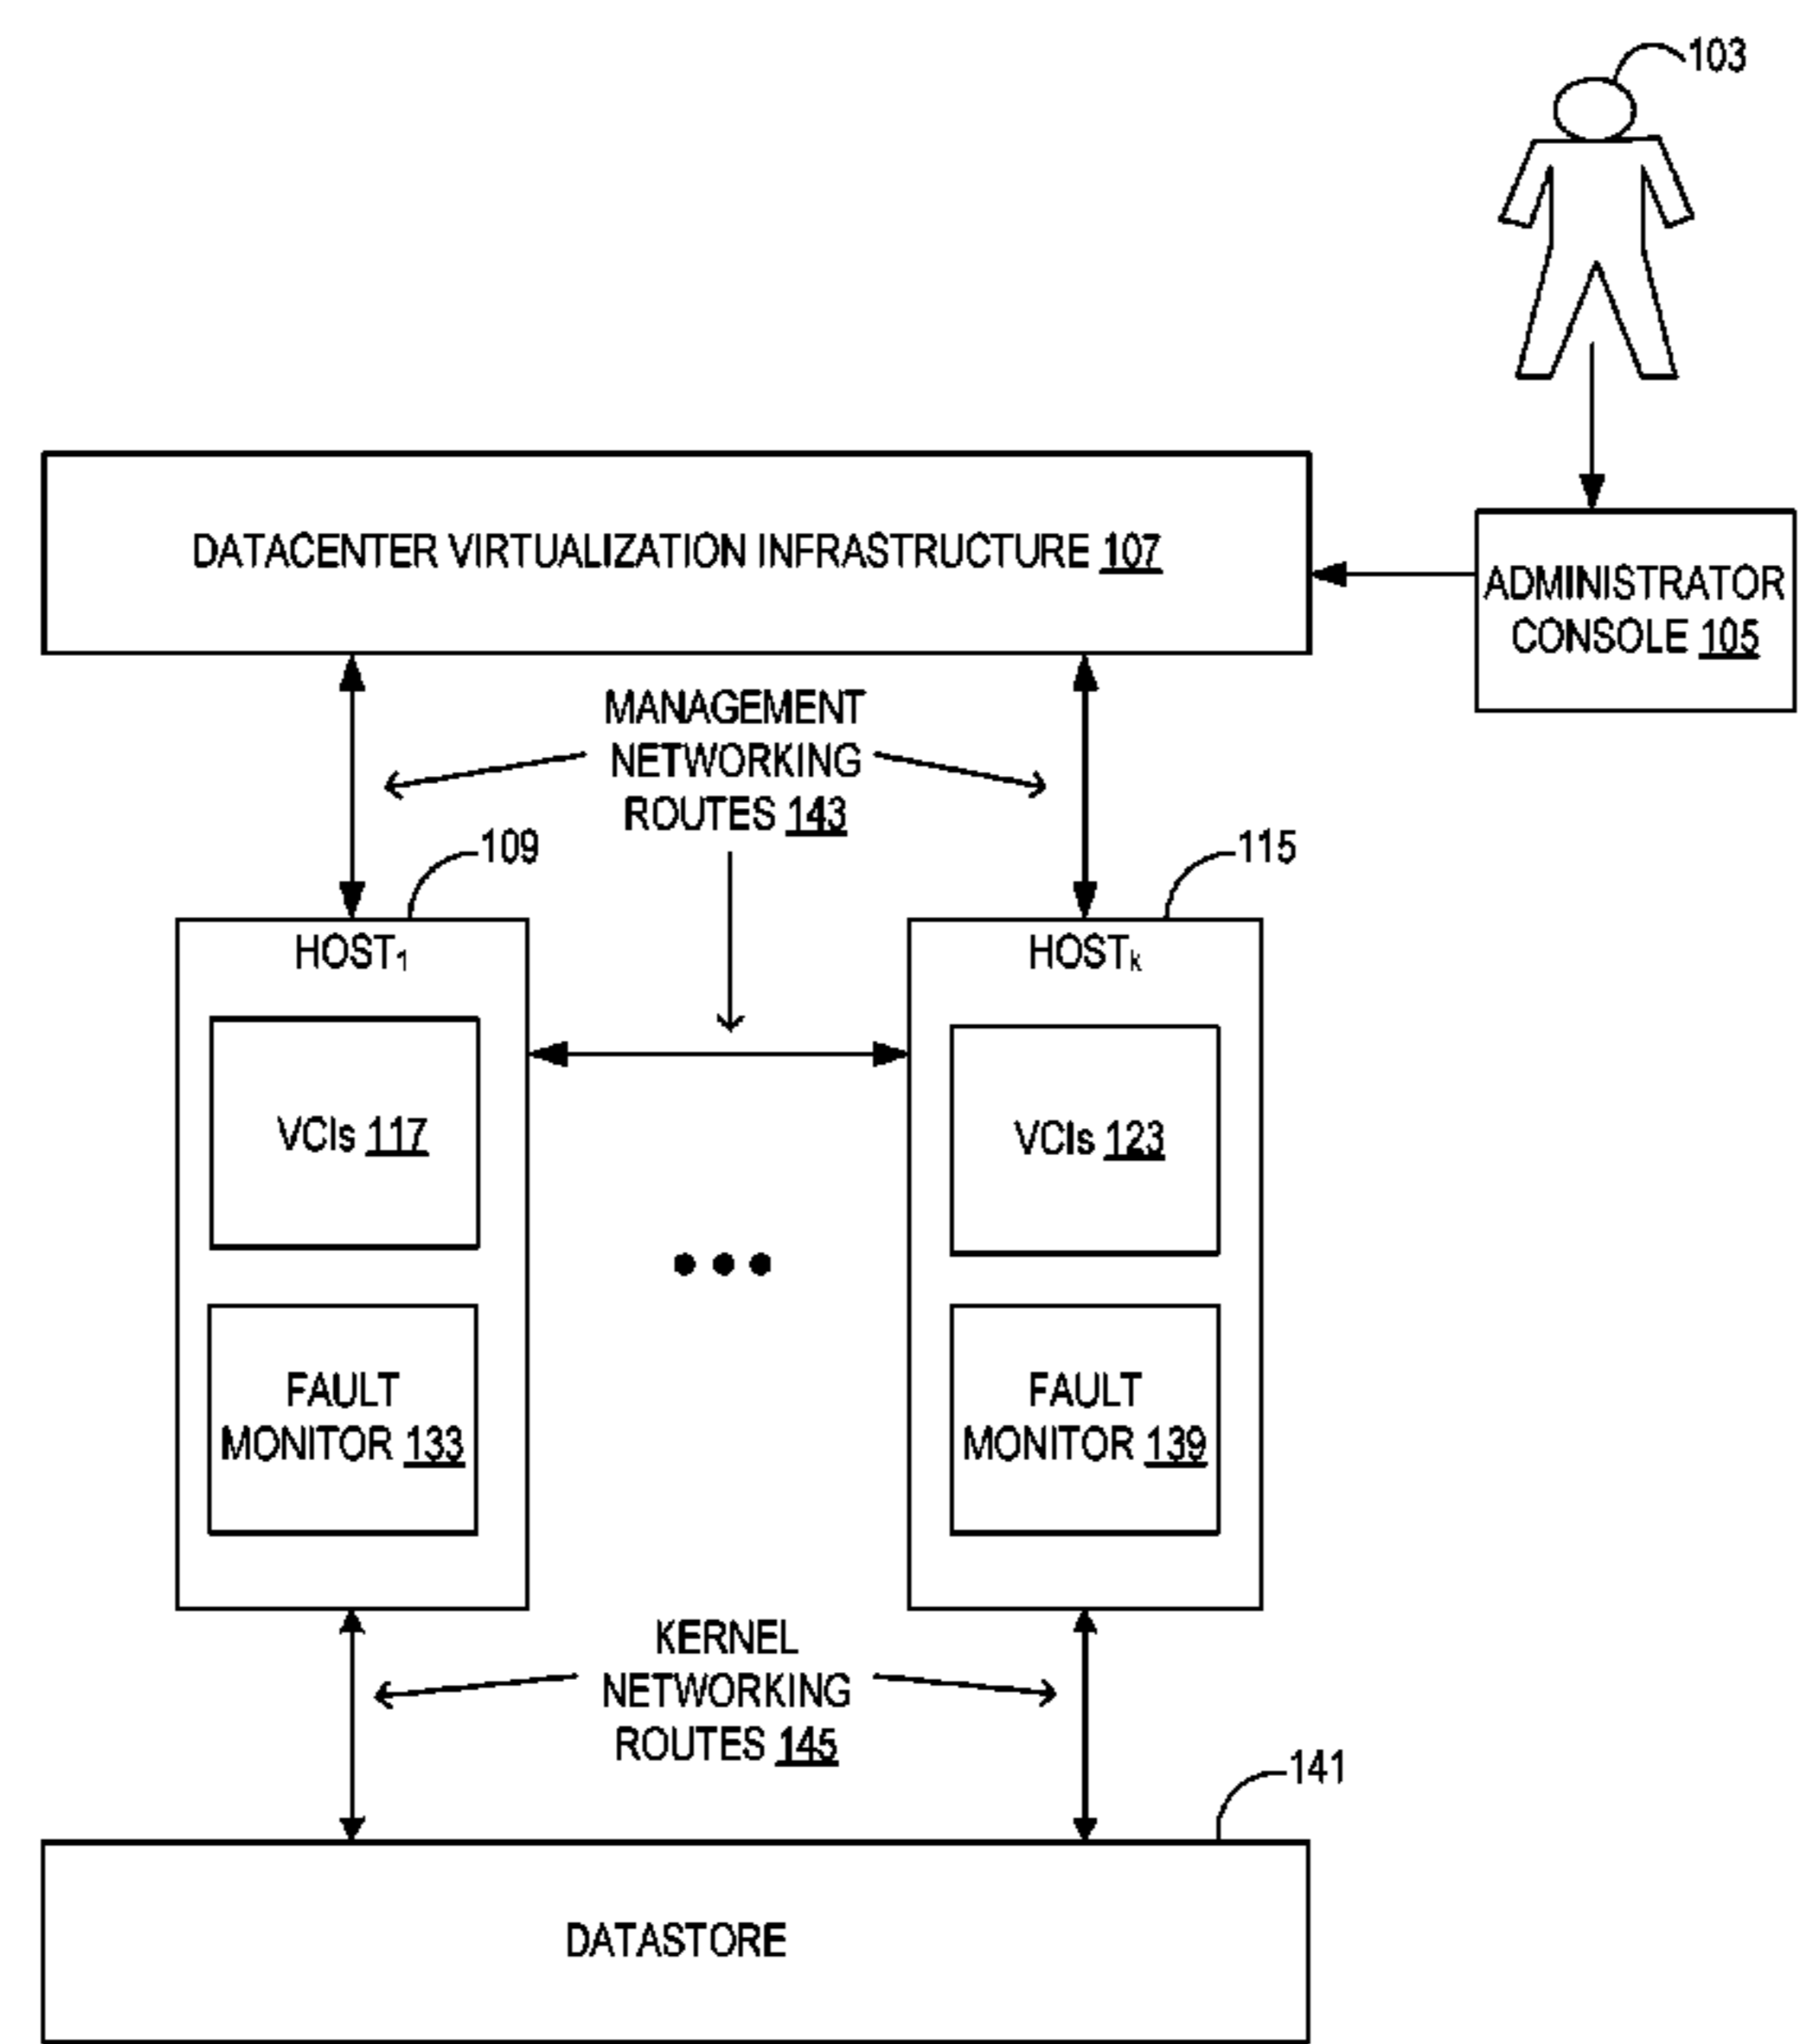 103
DATACENTER VIRTUALIZATION INFRASTRUCTURE 107
ADMINISTRATOR
CONSOLE 105
MANAGEMENT
NETWORKING
ROUTES 143
109
115
HOST₁
HOSTₖ
VCIs 117
VCIs 123
FAULT
MONITOR 133
FAULT
MONITOR 139
KERNEL
NETWORKING
ROUTES 145
141
DATASTORE